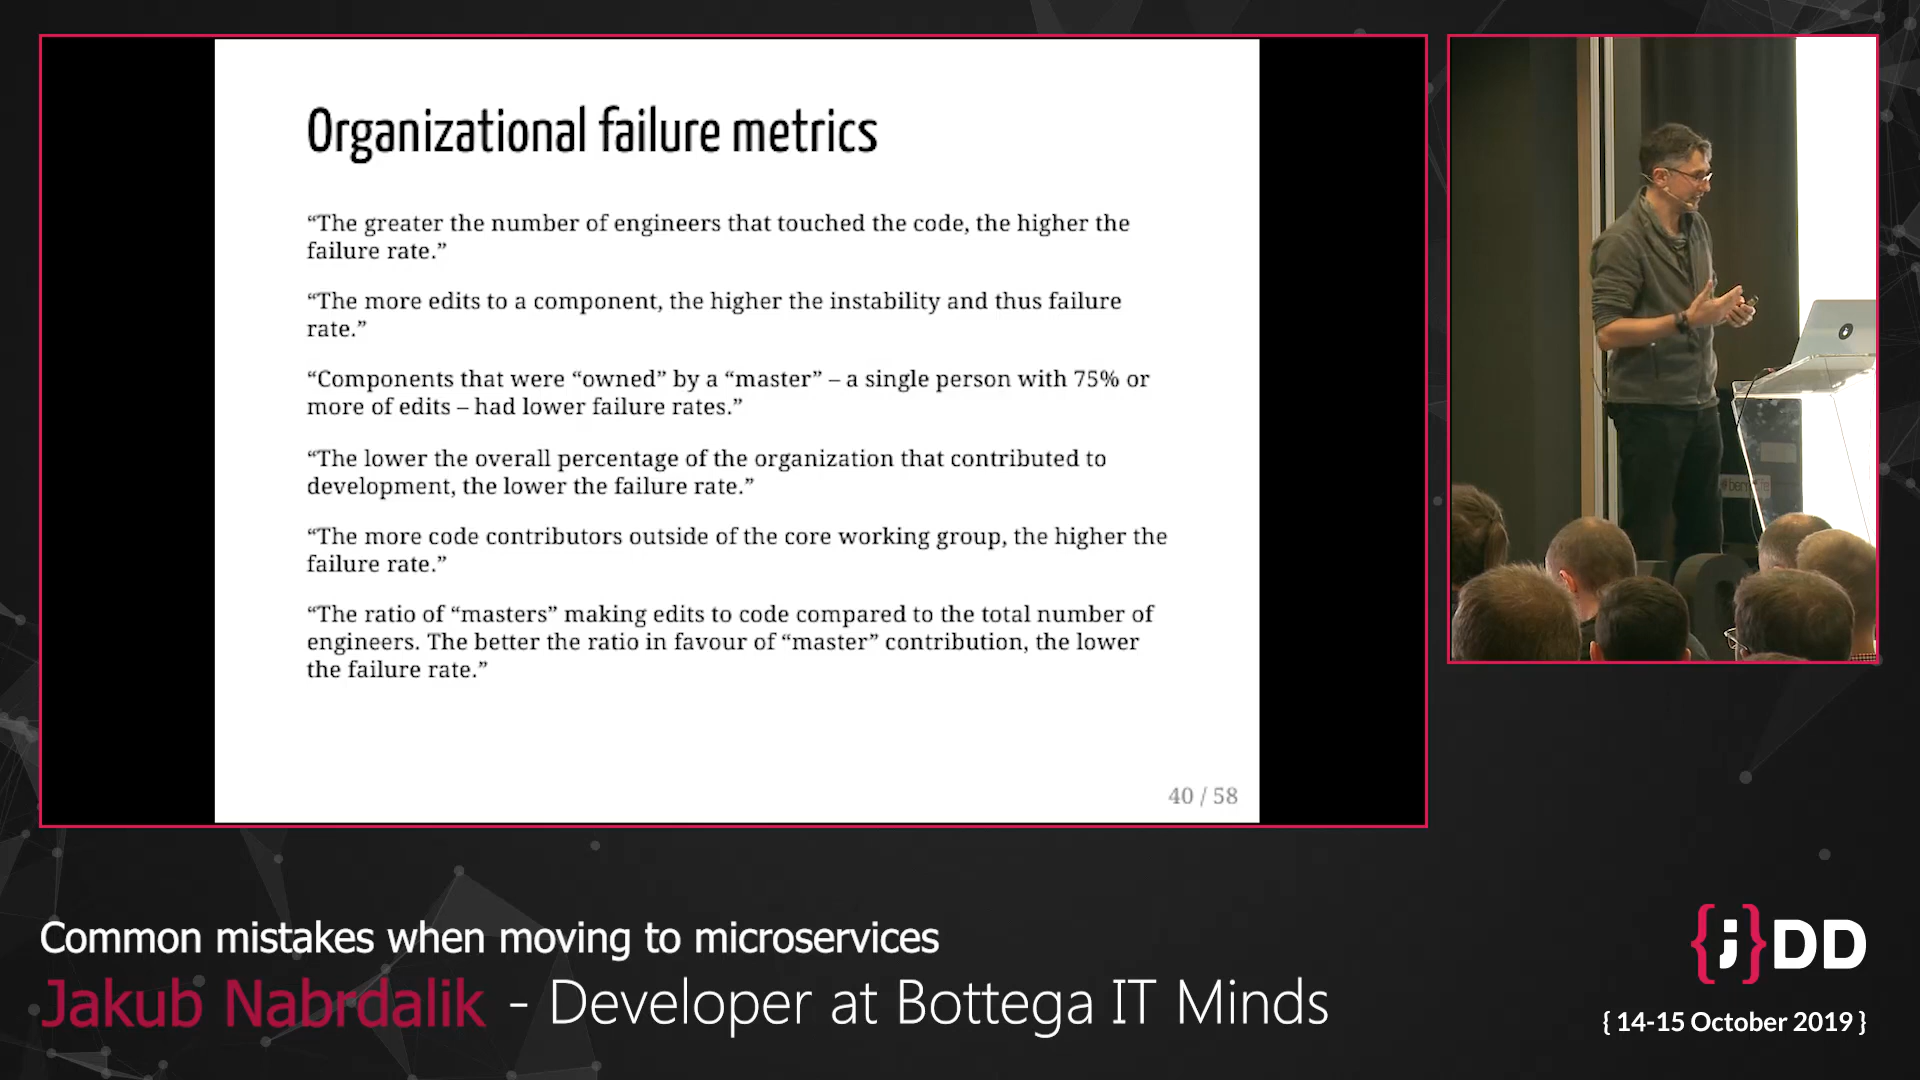 Organizational failure metrics
“The greater the number of engineers that touched the code, the higher the
failure rate.”
“The more edits to a component, the higher the instability and thus failure
rate.”
“Components that were “owned” by a “master” – a single person with 75% or
more of edits – had lower failure rates.”
“The lower the overall percentage of the organization that contributed to
development, the lower the failure rate.”
“The more code contributors outside of the core working group, the higher the
failure rate.”
“The ratio of “masters” making edits to code compared to the total number of
engineers. The better the ratio in favour of “master” contribution, the lower
the failure rate.”
40 / 58
Common mistakes when moving to microservices
Jakub Nabrdalik - Developer at Bottega IT Minds
{;}DD
{ 14-15 October 2019 }